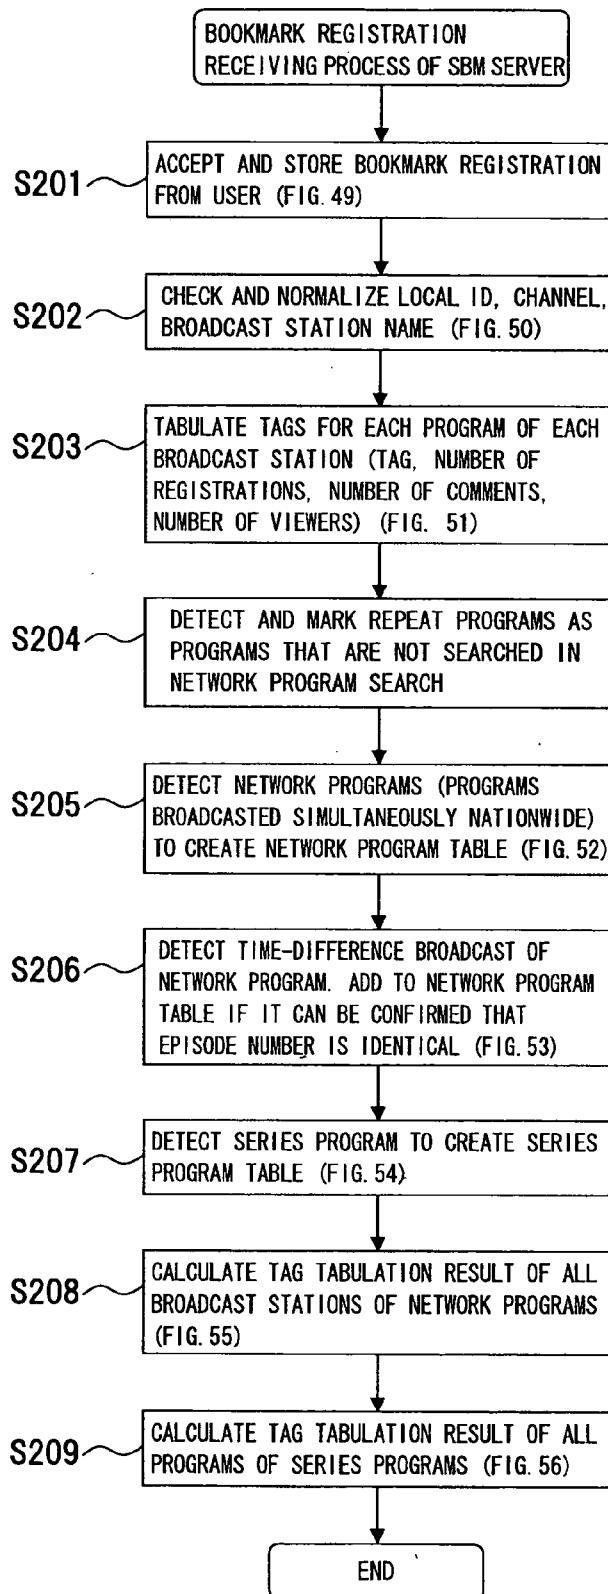 BOOKMARK REGISTRATION
RECEIVING PROCESS OF SBM SERVER
S201
ACCEPT AND STORE BOOKMARK REGISTRATION
FROM USER (FIG. 49)
S202
CHECK AND NORMALIZE LOCAL ID, CHANNEL,
BROADCAST STATION NAME (FIG. 50)
S203
TABULATE TAGS FOR EACH PROGRAM OF EACH
BROADCAST STATION (TAG, NUMBER OF
REGISTRATIONS, NUMBER OF COMMENTS,
NUMBER OF VIEWERS) (FIG. 51)
S204
DETECT AND MARK REPEAT PROGRAMS AS
PROGRAMS THAT ARE NOT SEARCHED IN
NETWORK PROGRAM SEARCH
S205
DETECT NETWORK PROGRAMS (PROGRAMS
BROADCASTED SIMULTANEOUSLY NATIONWIDE)
TO CREATE NETWORK PROGRAM TABLE (FIG. 52)
S206
DETECT TIME-DIFFERENCE BROADCAST OF
NETWORK PROGRAM. ADD TO NETWORK PROGRAM
TABLE IF IT CAN BE CONFIRMED THAT
EPISODE NUMBER IS IDENTICAL (FIG. 53)
S207
DETECT SERIES PROGRAM TO CREATE SERIES
PROGRAM TABLE (FIG. 54)
S208
CALCULATE TAG TABULATION RESULT OF ALL
BROADCAST STATIONS OF NETWORK PROGRAMS
(FIG. 55)
S209
CALCULATE TAG TABULATION RESULT OF ALL
PROGRAMS OF SERIES PROGRAMS (FIG. 56)
END